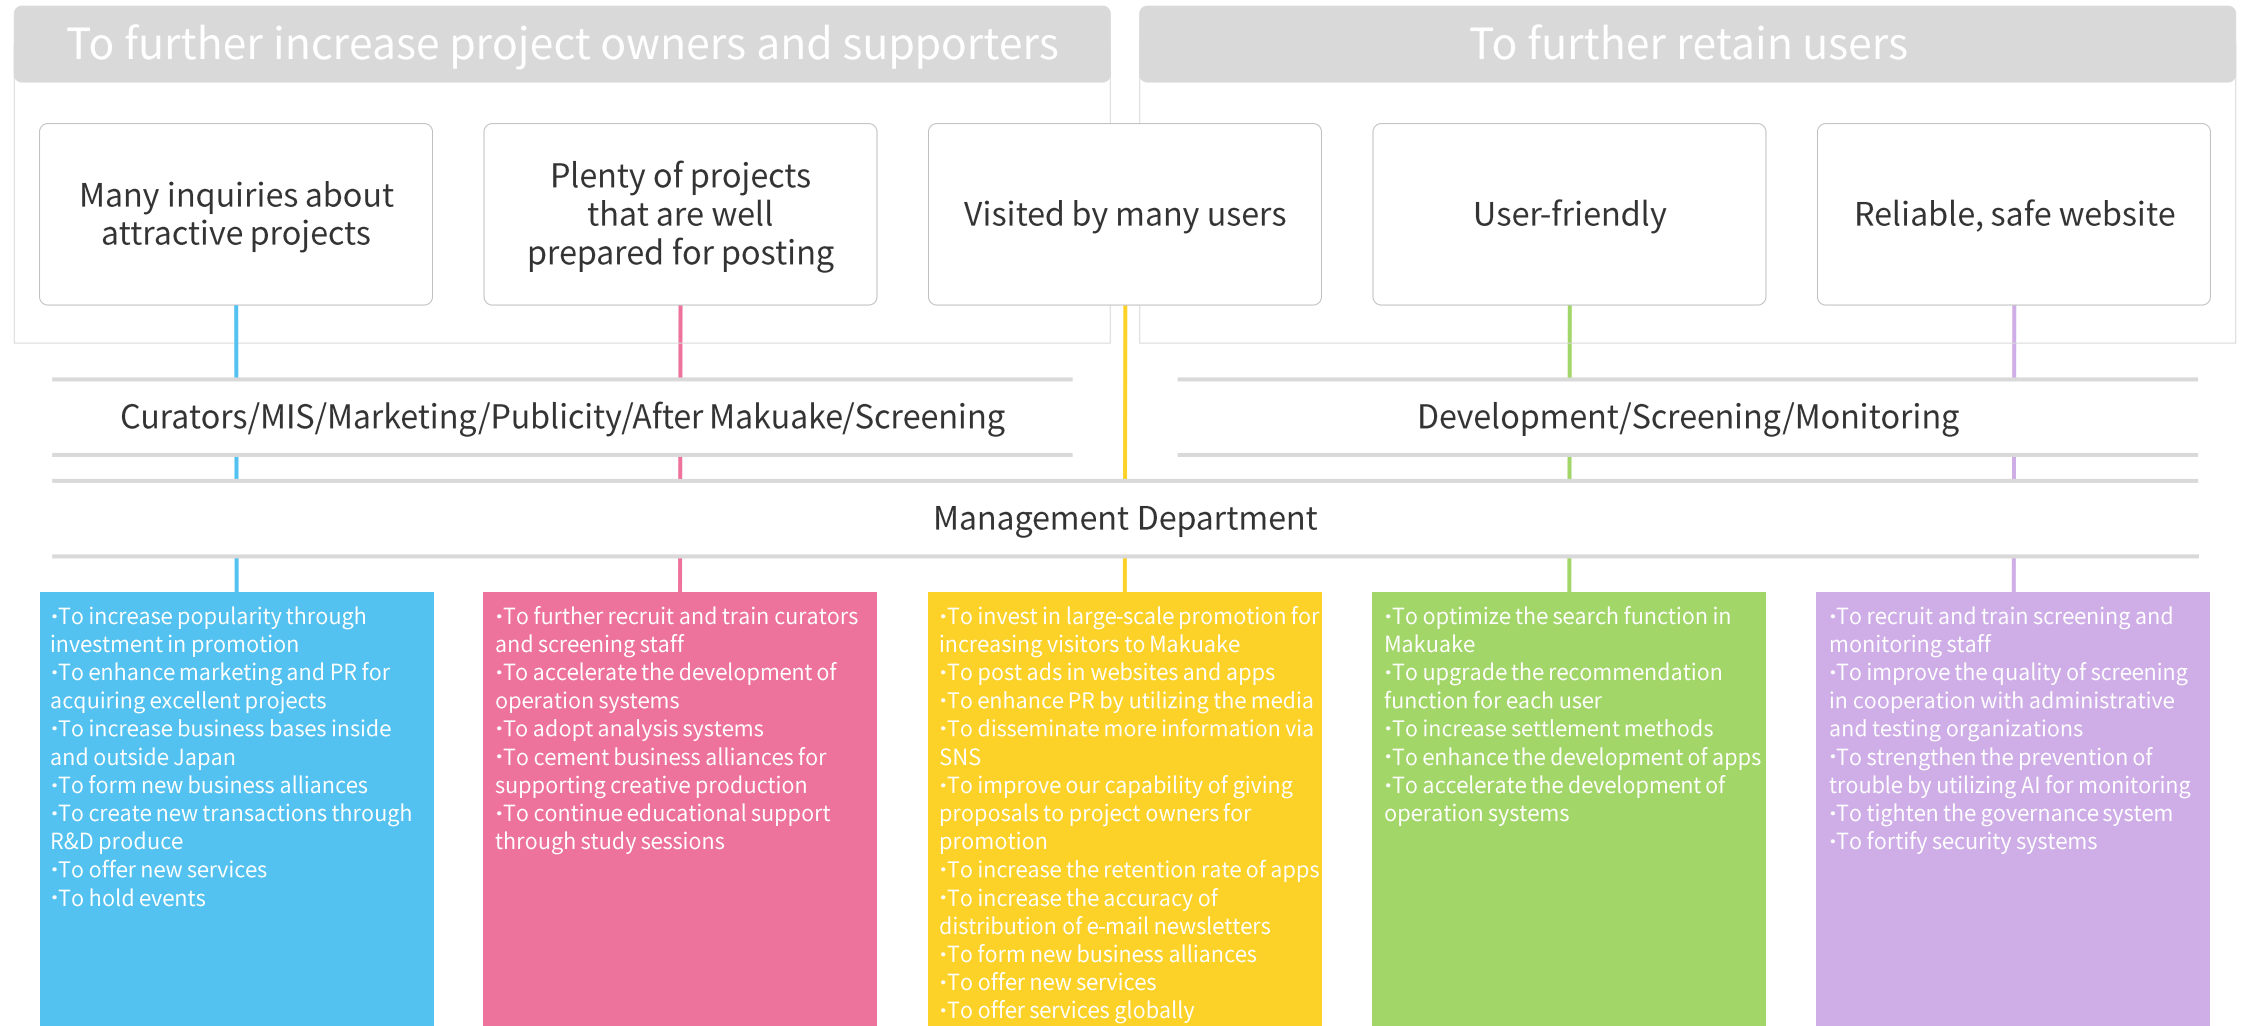 To further increase project owners and supporters
To further retain users
Many inquiries about
attractive projects
Plenty of projects
that are well
prepared for posting
Visited by many users
User-friendly
Reliable, safe website
Curators/MIS/Marketing/Publicity/After Makuake/Screening
Development/Screening/Monitoring
Management Department
・To increase popularity through
investment in promotion
・To enhance marketing and PR for
acquiring excellent projects
・To increase business bases inside
and outside Japan
・To form new business alliances
・To create new transactions through
R&D produce
・To offer new services
・To hold events
・To further recruit and train curators
and screening staff
・To accelerate the development of
operation systems
・To adopt analysis systems
・To cement business alliances for
supporting creative production
・To continue educational support
through study sessions
・To invest in large-scale promotion for
increasing visitors to Makuake
・To post ads in websites and apps
・To enhance PR by utilizing the media
・To disseminate more information via
SNS
・To improve our capability of giving
proposals to project owners for
promotion
・To increase the retention rate of apps
・To increase the accuracy of
distribution of e-mail newsletters
・To form new business alliances
・To offer new services
・To offer services globally
・To optimize the search function in
Makuake
・To upgrade the recommendation
function for each user
・To increase settlement methods
・To enhance the development of apps
・To accelerate the development of
operation systems
・To recruit and train screening and
monitoring staff
・To improve the quality of screening
in cooperation with administrative
and testing organizations
・To strengthen the prevention of
trouble by utilizing AI for monitoring
・To tighten the governance system
・To fortify security systems